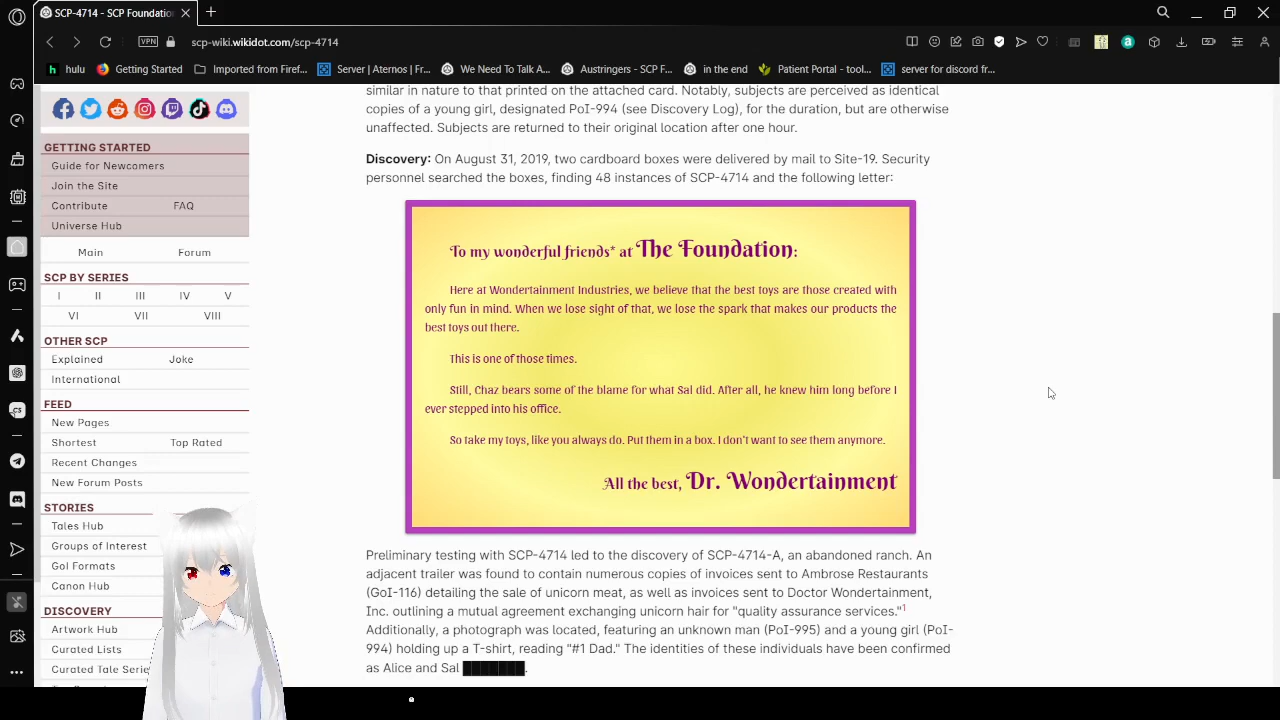 SCP-4714 - SCP Foundation
VPN
scp-wiki.wikidot.com/scp-4714
hulu
Getting Started
Imported from Firef...
Server | Aternos | Fr...
We Need To Talk A...
Austringers - SCP F...
in the end
Patient Portal - tool...
server for discord fr...
GETTING STARTED
Guide for Newcomers
Join the Site
Contribute FAQ
Universe Hub
Main Forum
SCP BY SERIES
I II III IV V
VI VII VIII
OTHER SCP
Explained Joke
International
FEED
New Pages
Shortest Top Rated
Recent Changes
New Forum Posts
STORIES
Tales Hub
Groups of Interest
GoI Formats
Canon Hub
DISCOVERY
Artwork Hub
Curated Lists
Curated Tale Serie
similar in nature to that printed on the attached card. Notably, subjects are perceived as identical
copies of a young girl, designated PoI-994 (see Discovery Log), for the duration, but are otherwise
unaffected. Subjects are returned to their original location after one hour.
Discovery: On August 31, 2019, two cardboard boxes were delivered by mail to Site-19. Security
personnel searched the boxes, finding 48 instances of SCP-4714 and the following letter:
To my wonderful friends* at The Foundation:
Here at Wondertainment Industries, we believe that the best toys are those created with
only fun in mind. When we lose sight of that, we lose the spark that makes our products the
best toys out there.
This is one of those times.
Still, Chaz bears some of the blame for what Sal did. After all, he knew him long before I
ever stepped into his office.
So take my toys, like you always do. Put them in a box. I don't want to see them anymore.
All the best, Dr. Wondertainment
Preliminary testing with SCP-4714 led to the discovery of SCP-4714-A, an abandoned ranch. An
adjacent trailer was found to contain numerous copies of invoices sent to Ambrose Restaurants
(GoI-116) detailing the sale of unicorn meat, as well as invoices sent to Doctor Wondertainment,
Inc. outlining a mutual agreement exchanging unicorn hair for "quality assurance services."1
Additionally, a photograph was located, featuring an unknown man (PoI-995) and a young girl (PoI-
994) holding up a T-shirt, reading "#1 Dad." The identities of these individuals have been confirmed
as Alice and Sal ███████.